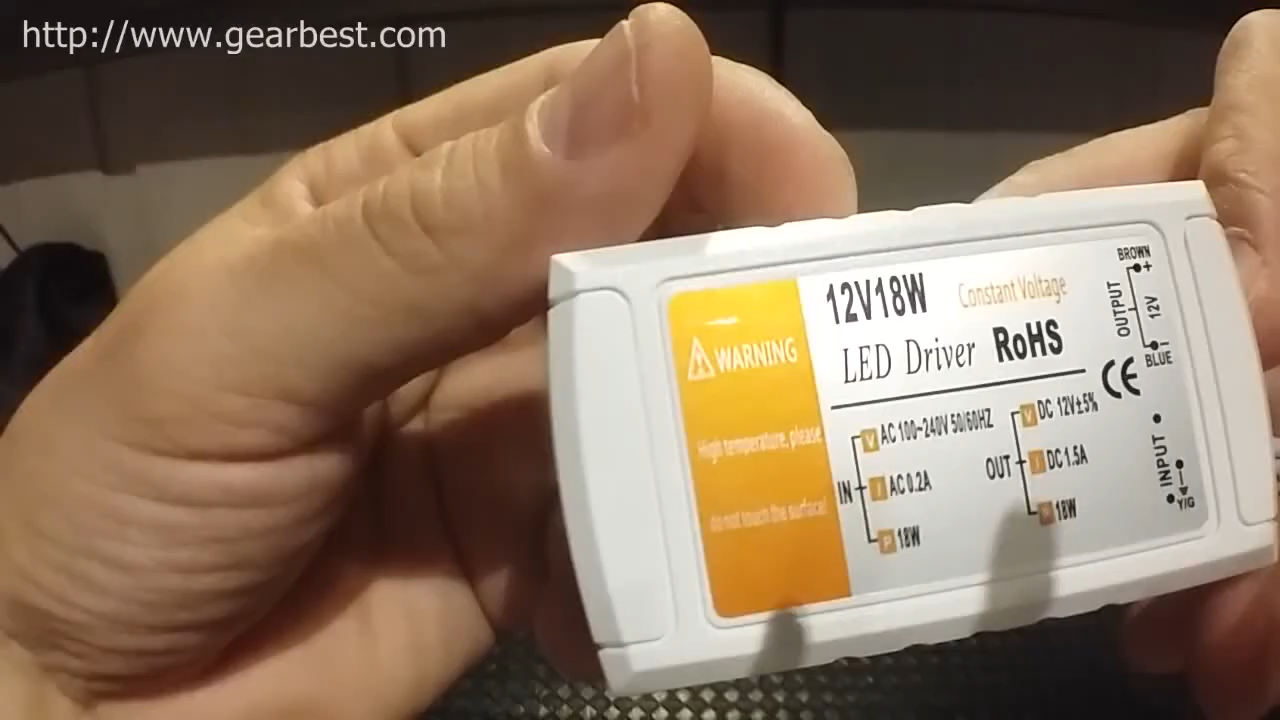 http://www.gearbest.com
WARNING
High temperature, please
do not touch the surface!
12V18W
Constant Voltage
LED Driver RoHS
IN
V AC 100~240V 50/60HZ
I AC 0.2A
P 18W
OUT
V DC 12V±5%
I DC 1.5A
18W
CE
BROWN
+
OUTPUT
12V
−
BLUE
INPUT
Y/G